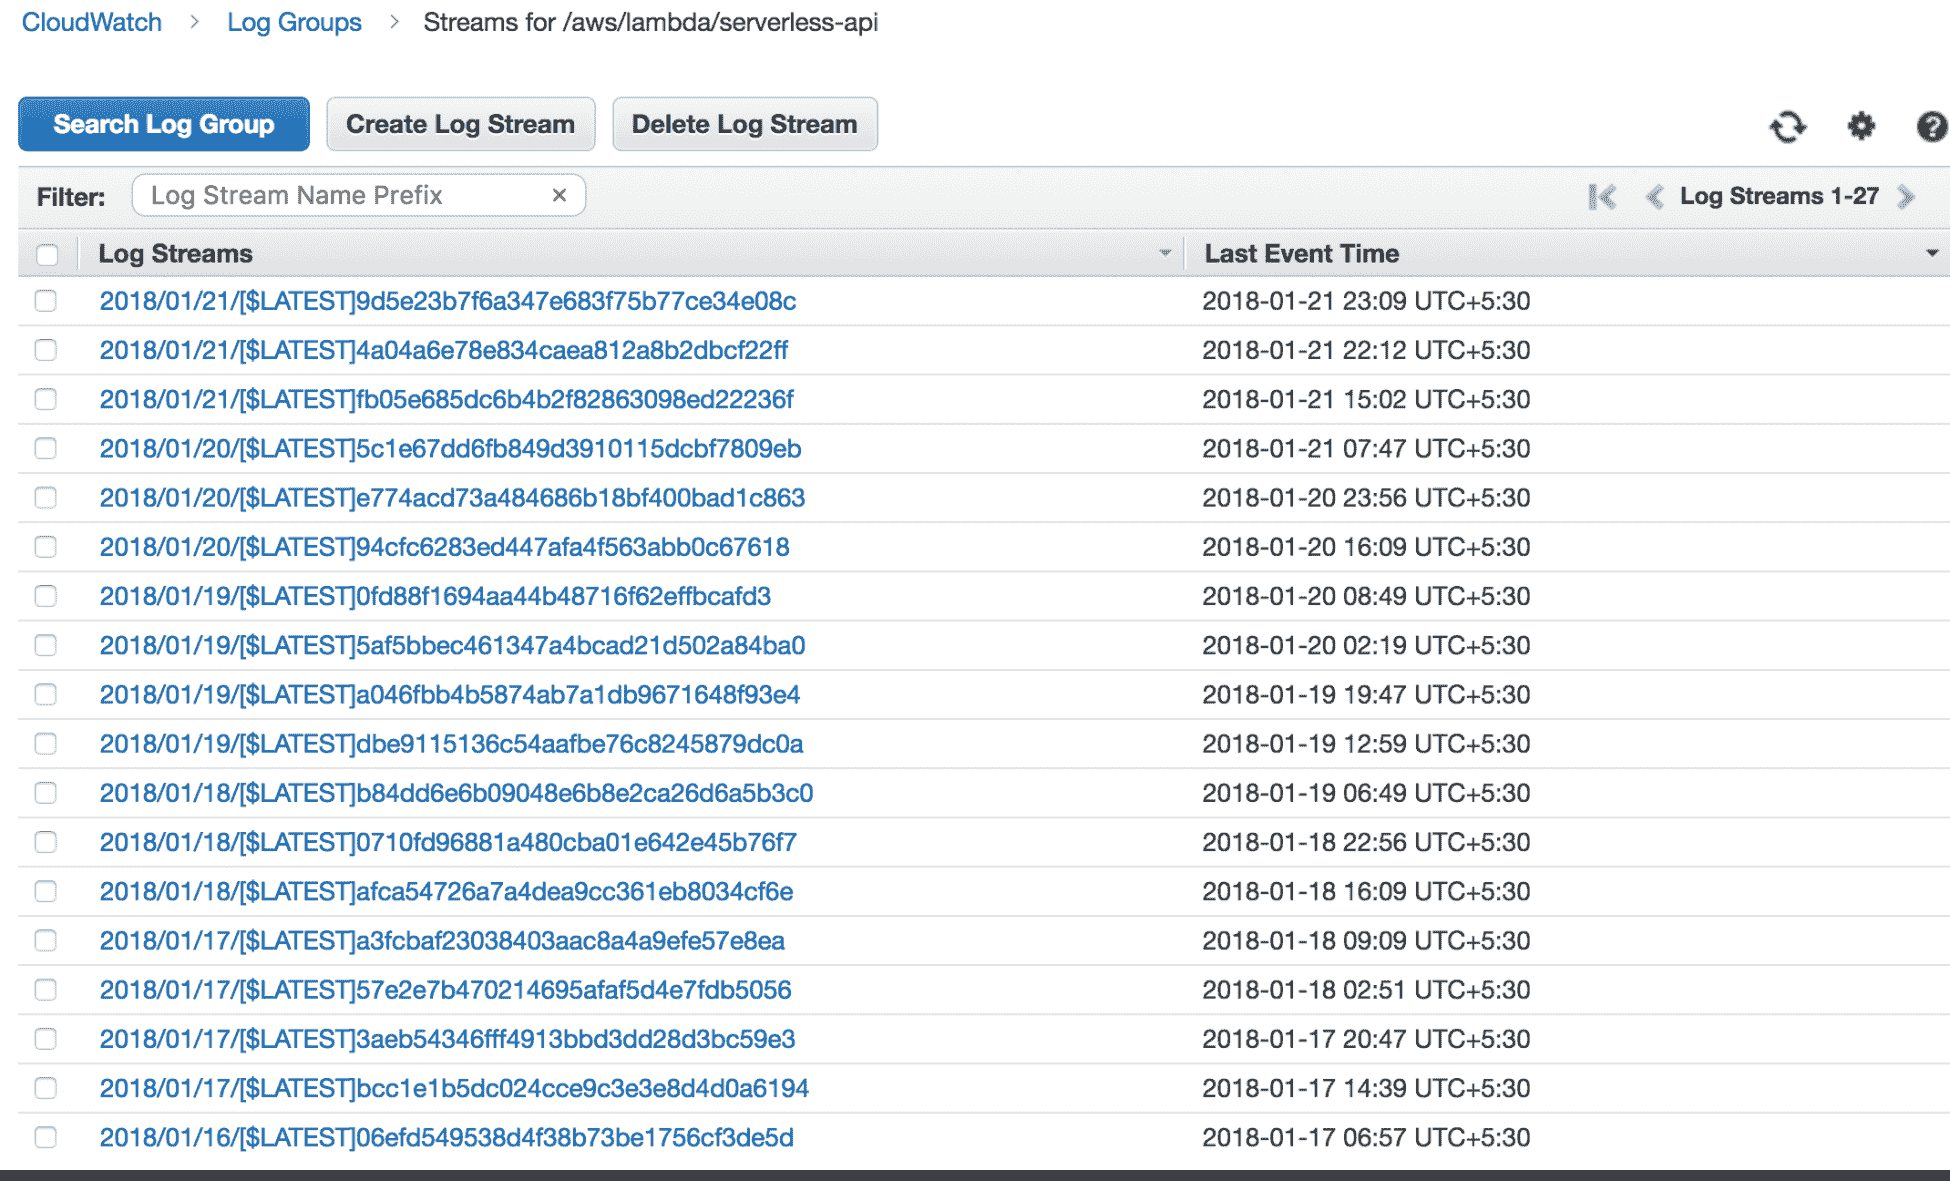 CloudWatch > Log Groups > Streams for /aws/lambda/serverless-api
Search Log Group Create Log Stream Delete Log Stream ?
Filter: Log Stream Name Prefix × Log Streams 1-27
Log Streams Last Event Time
2018/01/21/[$LATEST]9d5e23b7f6a347e683f75b77ce34e08c 2018-01-21 23:09 UTC+5:30
2018/01/21/[$LATEST]4a04a6e78e834caea812a8b2dbcf22ff 2018-01-21 22:12 UTC+5:30
2018/01/21/[$LATEST]fb05e685dc6b4b2f82863098ed22236f 2018-01-21 15:02 UTC+5:30
2018/01/20/[$LATEST]5c1e67dd6fb849d3910115dcbf7809eb 2018-01-21 07:47 UTC+5:30
2018/01/20/[$LATEST]e774acd73a484686b18bf400bad1c863 2018-01-20 23:56 UTC+5:30
2018/01/20/[$LATEST]94cfc6283ed447afa4f563abb0c67618 2018-01-20 16:09 UTC+5:30
2018/01/19/[$LATEST]0fd88f1694aa44b48716f62effbcafd3 2018-01-20 08:49 UTC+5:30
2018/01/19/[$LATEST]5af5bbec461347a4bcad21d502a84ba0 2018-01-20 02:19 UTC+5:30
2018/01/19/[$LATEST]a046fbb4b5874ab7a1db9671648f93e4 2018-01-19 19:47 UTC+5:30
2018/01/19/[$LATEST]dbe9115136c54aafbe76c8245879dc0a 2018-01-19 12:59 UTC+5:30
2018/01/18/[$LATEST]b84dd6e6b09048e6b8e2ca26d6a5b3c0 2018-01-19 06:49 UTC+5:30
2018/01/18/[$LATEST]0710fd96881a480cba01e642e45b76f7 2018-01-18 22:56 UTC+5:30
2018/01/18/[$LATEST]afca54726a7a4dea9cc361eb8034cf6e 2018-01-18 16:09 UTC+5:30
2018/01/17/[$LATEST]a3fcbaf23038403aac8a4a9efe57e8ea 2018-01-18 09:09 UTC+5:30
2018/01/17/[$LATEST]57e2e7b470214695afaf5d4e7fdb5056 2018-01-18 02:51 UTC+5:30
2018/01/17/[$LATEST]3aeb54346fff4913bbd3dd28d3bc59e3 2018-01-17 20:47 UTC+5:30
2018/01/17/[$LATEST]bcc1e1b5dc024cce9c3e3e8d4d0a6194 2018-01-17 14:39 UTC+5:30
2018/01/16/[$LATEST]06efd549538d4f38b73be1756cf3de5d 2018-01-17 06:57 UTC+5:30